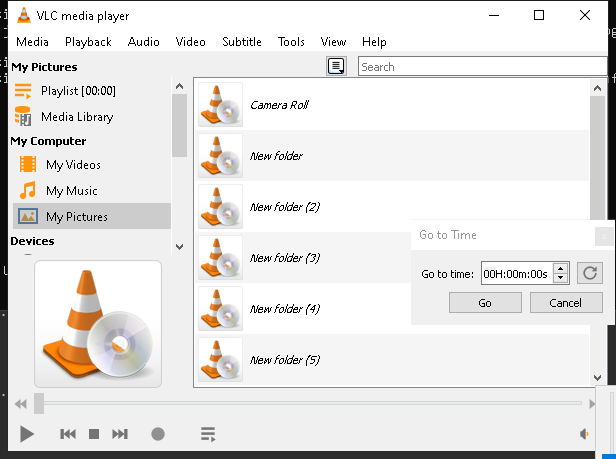 VLC media player
Media Playback Audio Video Subtitle Tools View Help
My Pictures
Search
Playlist [00:00]
Media Library
My Computer
My Videos
My Music
My Pictures
Devices
Camera Roll
New folder
New folder (2)
New folder (3)
New folder (4)
New folder (5)
Go to Time
Go to time: 00H:00m:00s
Go Cancel